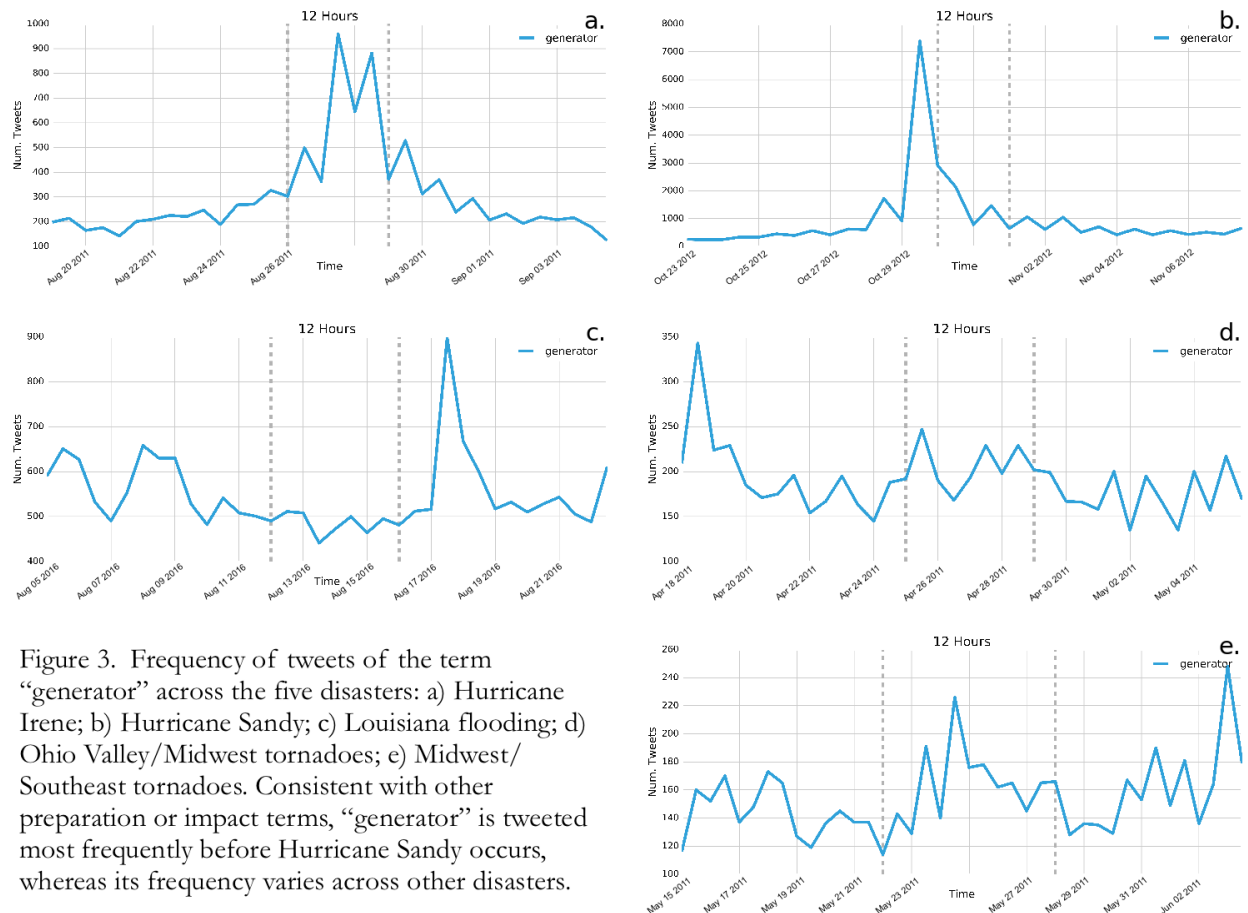 12 Hours
a.
generator
1000
900
800
700
600
500
400
300
200
100
Num. Tweets
Aug 20 2011
Aug 22 2011
Aug 24 2011
Aug 26 2011
Aug 30 2011
Sep 01 2011
Sep 03 2011
Time
12 Hours
b.
generator
8000
7000
6000
5000
4000
3000
2000
1000
0
Num. Tweets
Oct 23 2012
Oct 25 2012
Oct 27 2012
Oct 29 2012
Nov 02 2012
Nov 04 2012
Nov 06 2012
Time
12 Hours
c.
generator
900
800
700
600
500
400
Num. Tweets
Aug 05 2016
Aug 07 2016
Aug 09 2016
Aug 11 2016
Aug 13 2016
Aug 15 2016
Aug 17 2016
Aug 19 2016
Aug 21 2016
Time
12 Hours
d.
generator
350
300
250
200
150
100
Num. Tweets
Apr 18 2011
Apr 20 2011
Apr 22 2011
Apr 24 2011
Apr 26 2011
Apr 28 2011
Apr 30 2011
May 02 2011
May 04 2011
Time
Figure 3. Frequency of tweets of the term
“generator” across the five disasters: a) Hurricane
Irene; b) Hurricane Sandy; c) Louisiana flooding; d)
Ohio Valley/Midwest tornadoes; e) Midwest/
Southeast tornadoes. Consistent with other
preparation or impact terms, “generator” is tweeted
most frequently before Hurricane Sandy occurs,
whereas its frequency varies across other disasters.
12 Hours
e.
generator
260
240
220
200
180
160
140
120
100
Num. Tweets
May 15 2011
May 17 2011
May 19 2011
May 21 2011
May 23 2011
May 27 2011
May 29 2011
May 31 2011
Jun 02 2011
Time